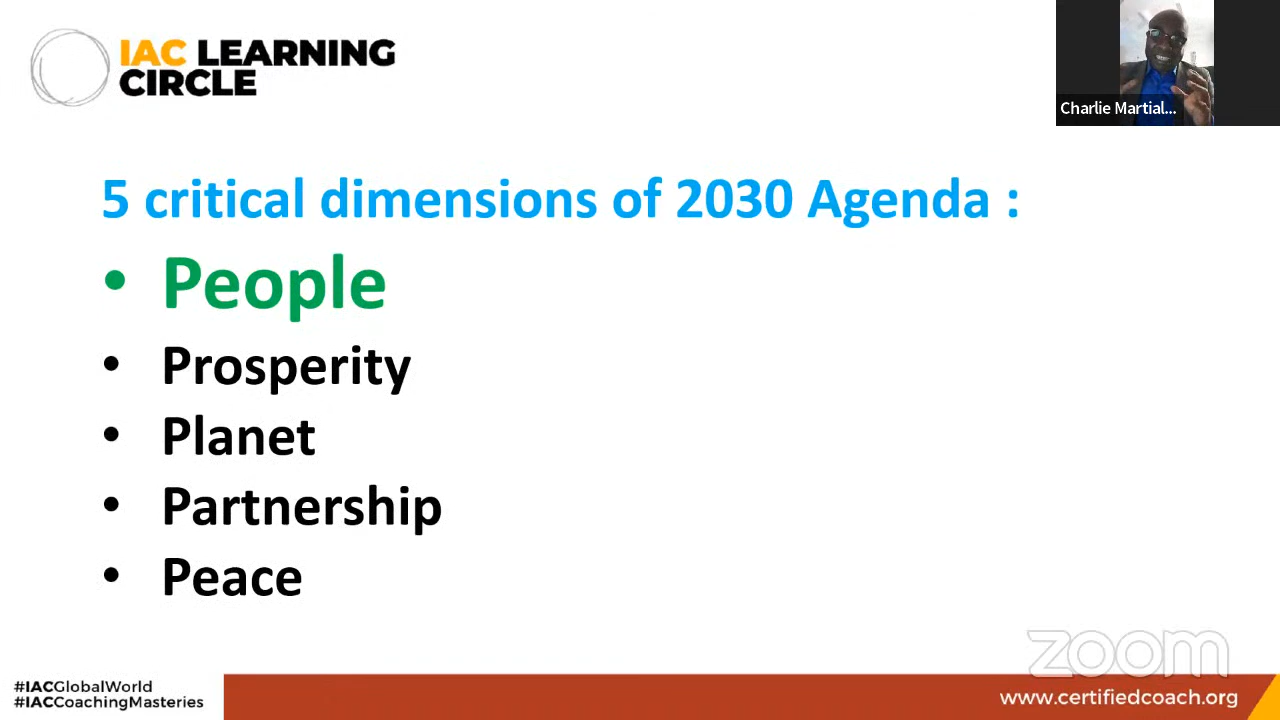 IAC LEARNING
CIRCLE
Charlie Martial...
5 critical dimensions of 2030 Agenda :
• People
• Prosperity
• Planet
• Partnership
• Peace
zoom
#IACGlobalWorld
#IACCoachingMasteries
www.certifiedcoach.org